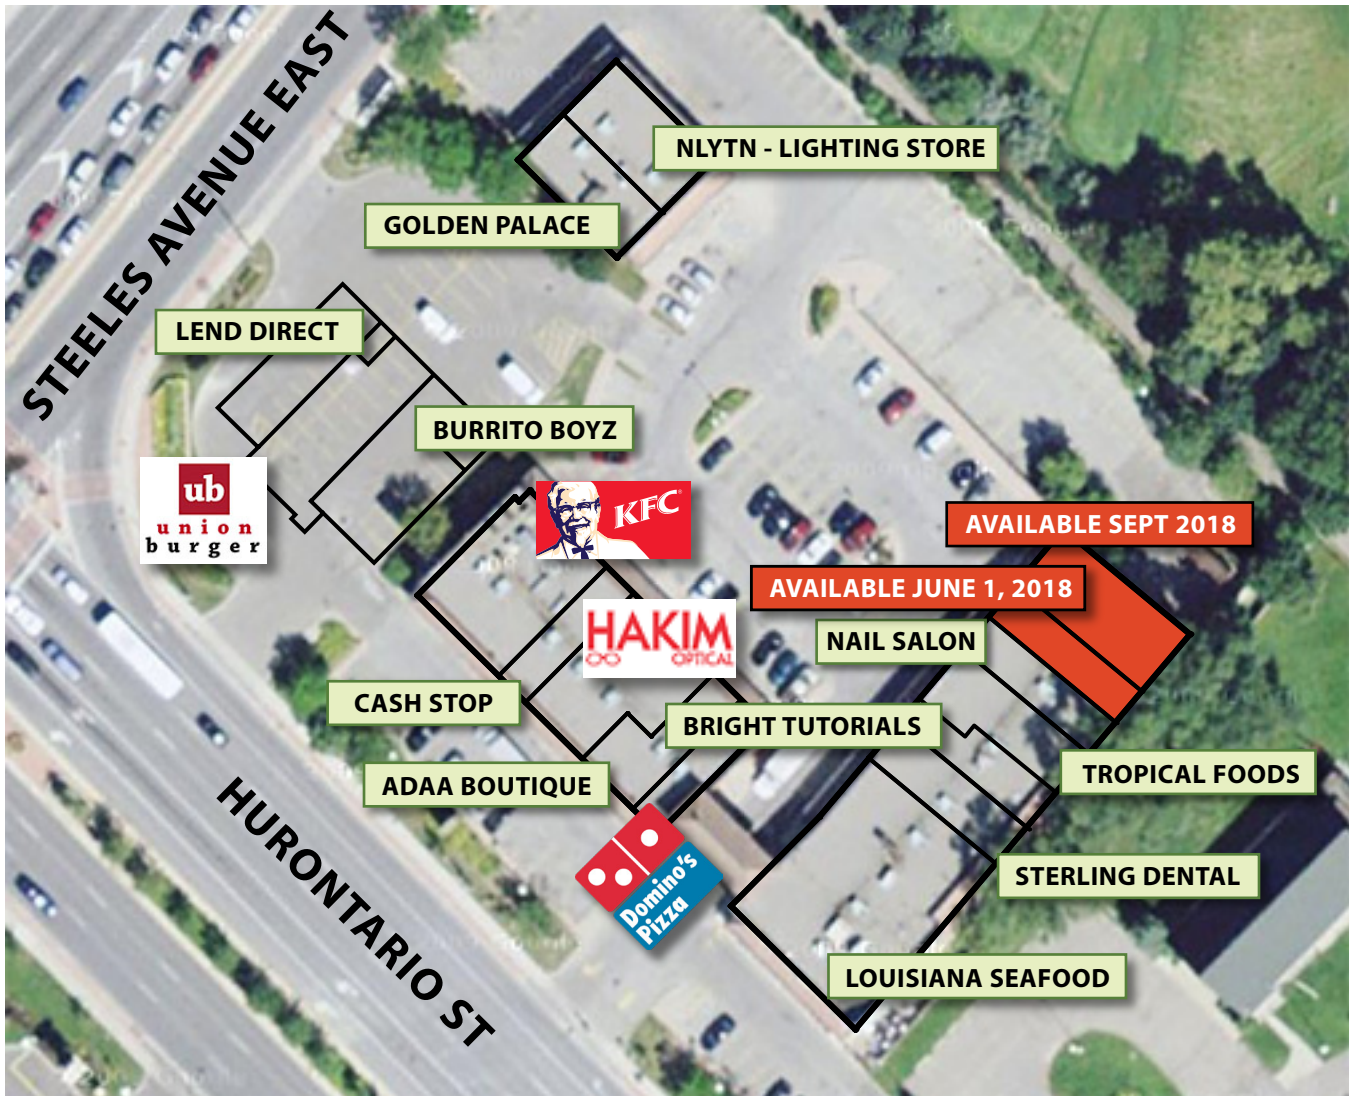 STEELES AVENUE EAST
NLYTN - LIGHTING STORE
GOLDEN PALACE
LEND DIRECT
BURRITO BOYZ
ub
union
burger
KFC
AVAILABLE SEPT 2018
AVAILABLE JUNE 1, 2018
HAKIM
OPTICAL
NAIL SALON
CASH STOP
BRIGHT TUTORIALS
ADAA BOUTIQUE
TROPICAL FOODS
HURONTARIO ST
Domino's
Pizza
STERLING DENTAL
LOUISIANA SEAFOOD